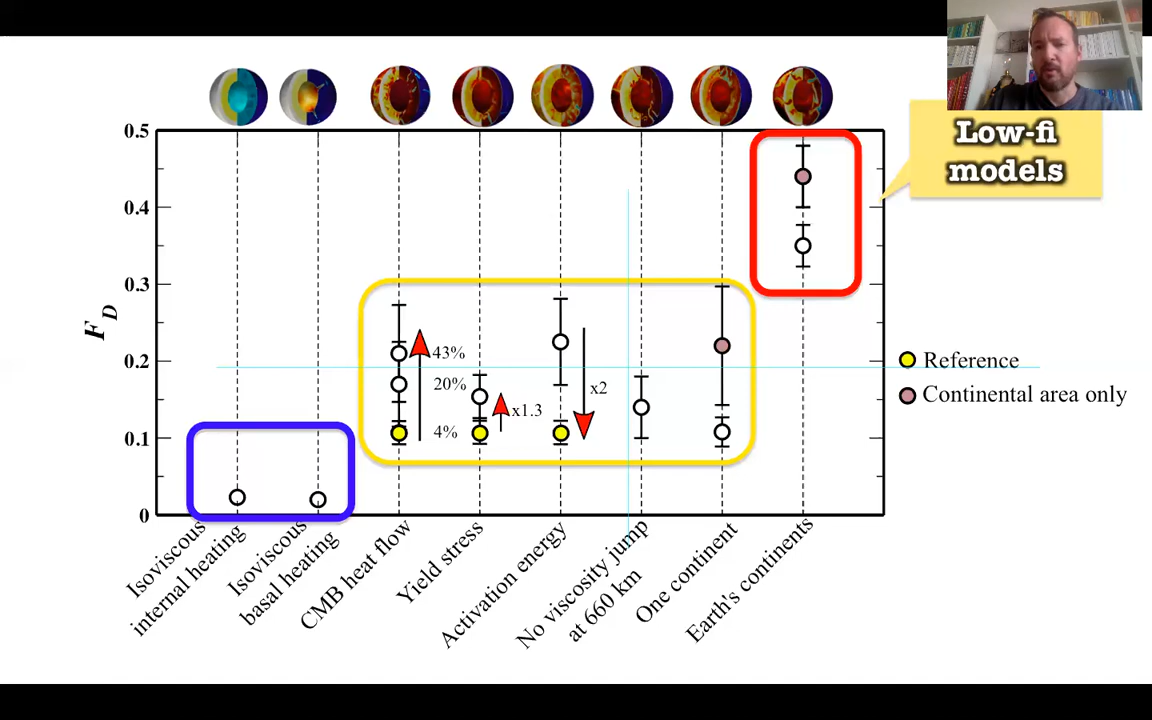 Low-fi
models
0.5
0.4
0.3
0.2
0.1
0
F_D
43%
20%
4%
x1.3
x2
Reference
Continental area only
Isoviscous
internal heating
Isoviscous
basal heating
CMB heat flow
Yield stress
Activation energy
No viscosity jump
at 660 km
One continent
Earth's continents